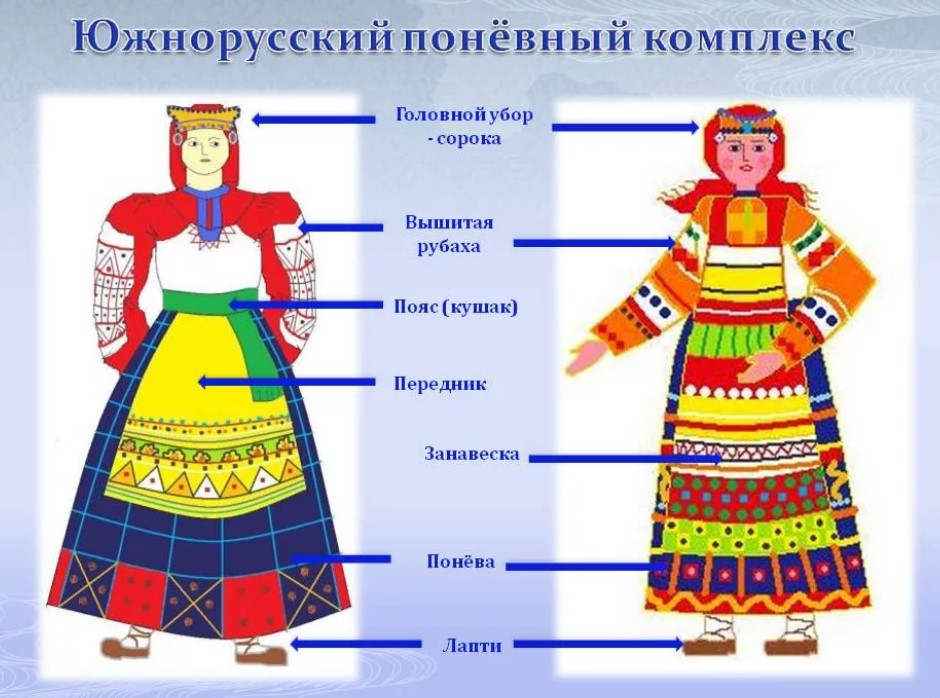 Южнорусский понёвный комплекс
Головной убор
- сорока
Вышитая
рубаха
Пояс (кушак)
Передник
Занавеска
Понёва
Лапти